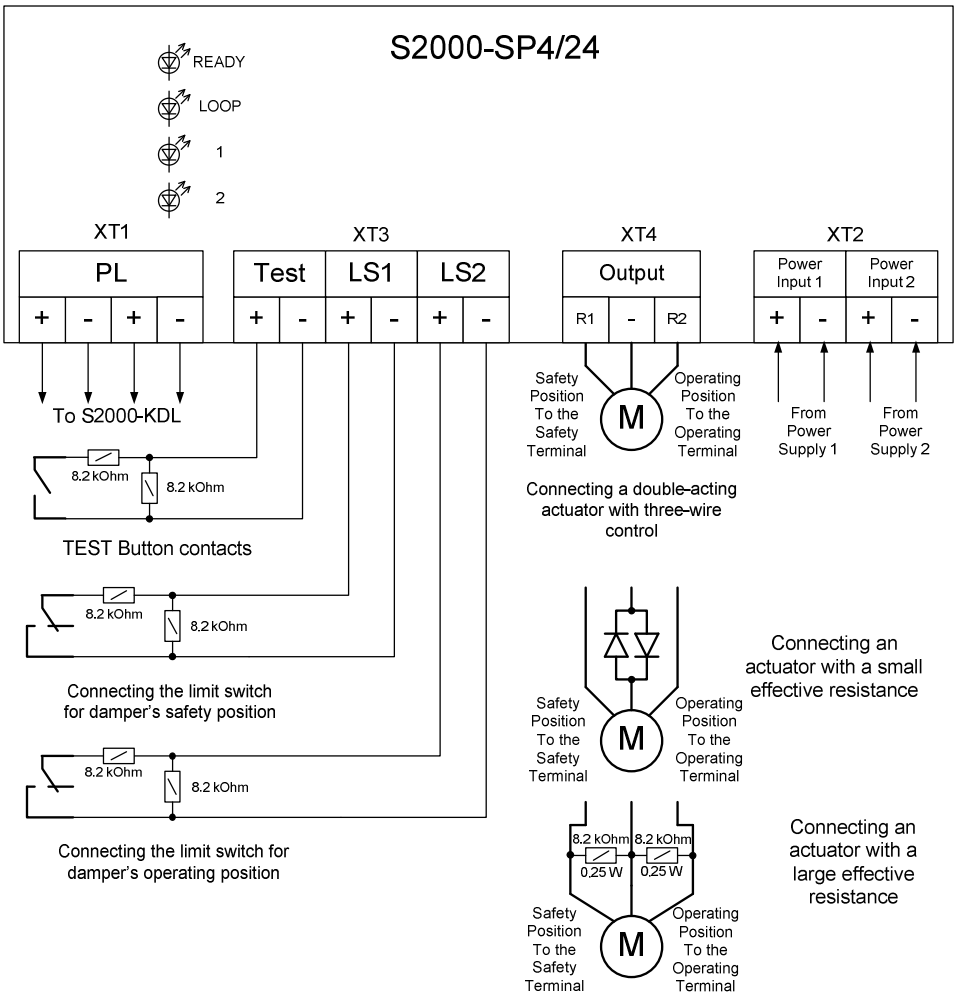 S2000-SP4/24
READY
LOOP
1
2
XT1
XT3
XT4
XT2
PL
Test
LS1
LS2
Output
Power
Input 1
Power
Input 2
+ - + -
+ - + - + -
R1 - R2
+ - + -
To S2000-KDL
8.2 kOhm
8.2 kOhm
TEST Button contacts
8.2 kOhm
8.2 kOhm
Connecting the limit switch
for damper's safety position
8.2 kOhm
8.2 kOhm
Connecting the limit switch for
damper's operating position
Safety
Position
To the
Safety
Terminal
M
Operating
Position
To the
Operating
Terminal
From
Power
Supply 1
From
Power
Supply 2
Connecting a double-acting
actuator with three-wire
control
Safety
Position
To the
Safety
Terminal
M
Operating
Position
To the
Operating
Terminal
Connecting an
actuator with a small
effective resistance
8.2 kOhm
0,25 W
8.2 kOhm
0,25 W
Safety
Position
To the
Safety
Terminal
M
Operating
Position
To the
Operating
Terminal
Connecting an
actuator with a
large effective
resistance